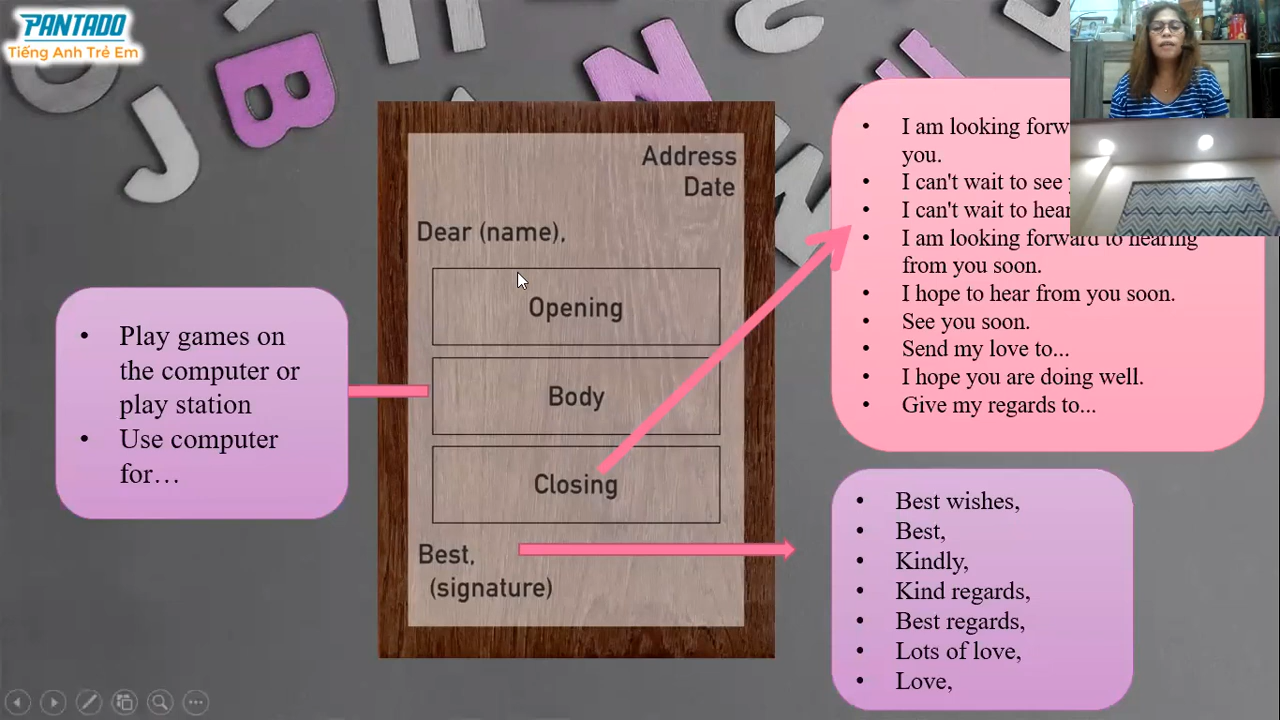 PANTADO
Tiếng Anh Trẻ Em
Address
Date
Dear (name),
Opening
Body
Closing
Best,
(signature)
• Play games on
the computer or
play station
• Use computer
for…
• I am looking
you.
• I can't wait to see
• I can't wait to hear
• I am looking forward to hearing
from you soon.
• I hope to hear from you soon.
• See you soon.
• Send my love to...
• I hope you are doing well.
• Give my regards to...
• Best wishes,
• Best,
• Kindly,
• Kind regards,
• Best regards,
• Lots of love,
• Love,